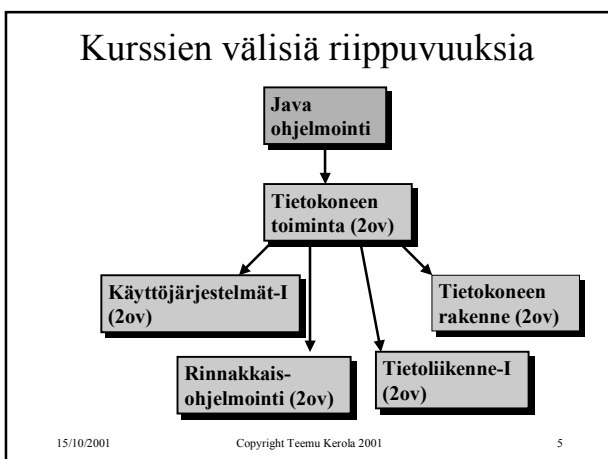 Kurssien välisiä riippuvuuksia
Java
ohjelmointi
Tietokoneen
toiminta (2ov)
Käyttöjärjestelmät-I
(2ov)
Tietokoneen
rakenne (2ov)
Rinnakkais-
ohjelmointi (2ov)
Tietoliikenne-I
(2ov)
15/10/2001
Copyright Teemu Kerola 2001
5